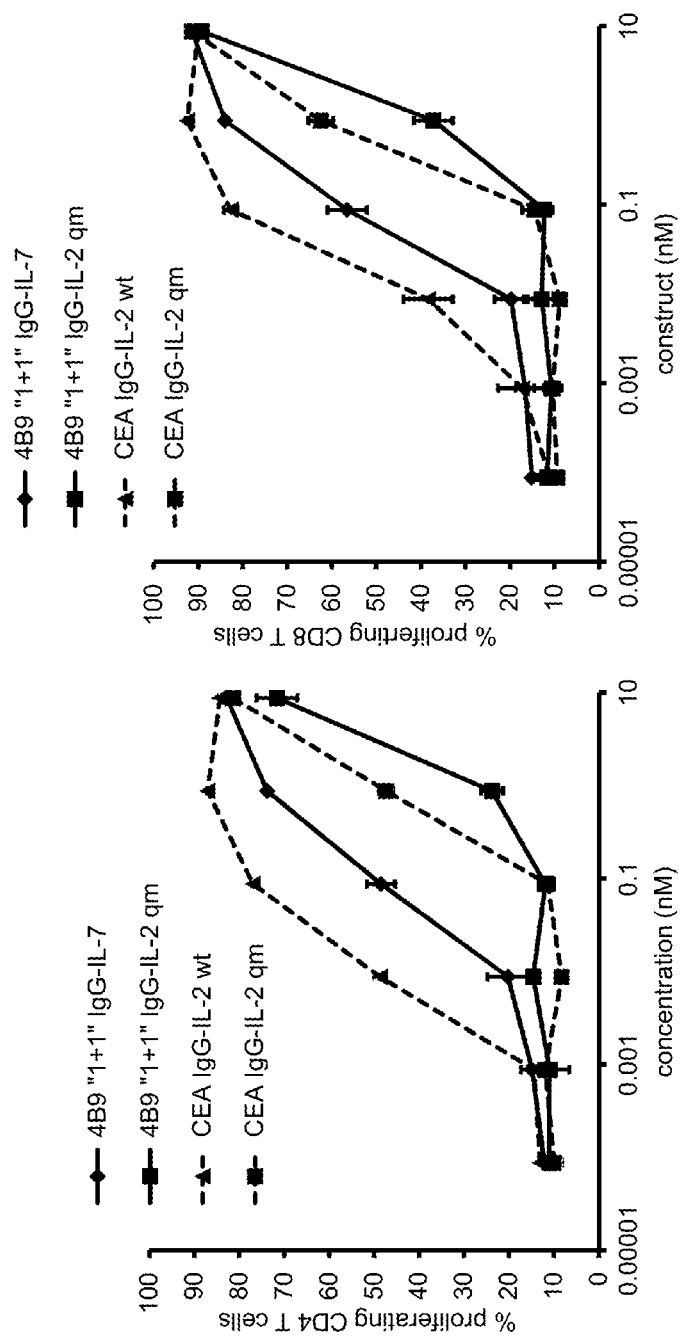 4B9 "1+1" IgG-IL-7
4B9 "1+1" IgG-IL-2 qm
CEA IgG-IL-2 wt
CEA IgG-IL-2 qm
% proliferating CD4 T cells
100
90
80
70
60
50
40
30
20
10
0
0.00001
0.001
0.1
10
concentration (nM)
4B9 "1+1" IgG-IL-7
4B9 "1+1" IgG-IL-2 qm
CEA IgG-IL-2 wt
CEA IgG-IL-2 qm
% proliferting CD8 T cells
100
90
80
70
60
50
40
30
20
10
0
0.00001
0.001
0.1
10
construct (nM)